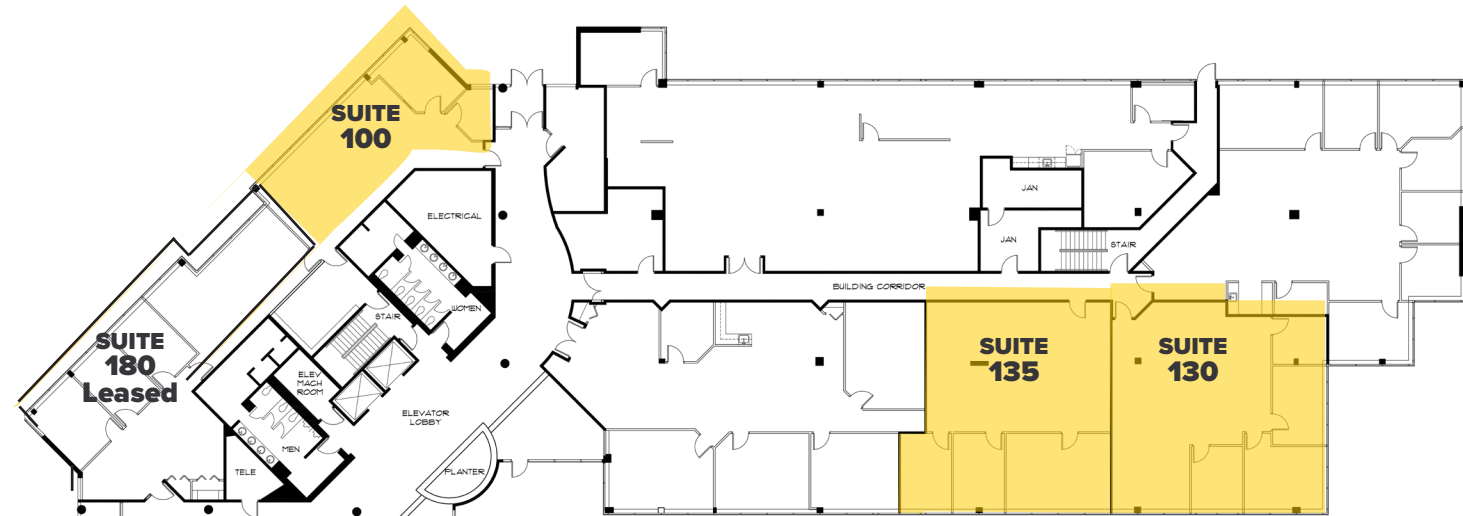 SUITE
100
ELECTRICAL
JAN
JAN
STAIR
BUILDING CORRIDOR
WOMEN
STAIR
SUITE
180
Leased
ELEV
MACH
ROOM
ELEVATOR
LOBBY
MEN
TELE
PLANTER
SUITE
135
SUITE
130